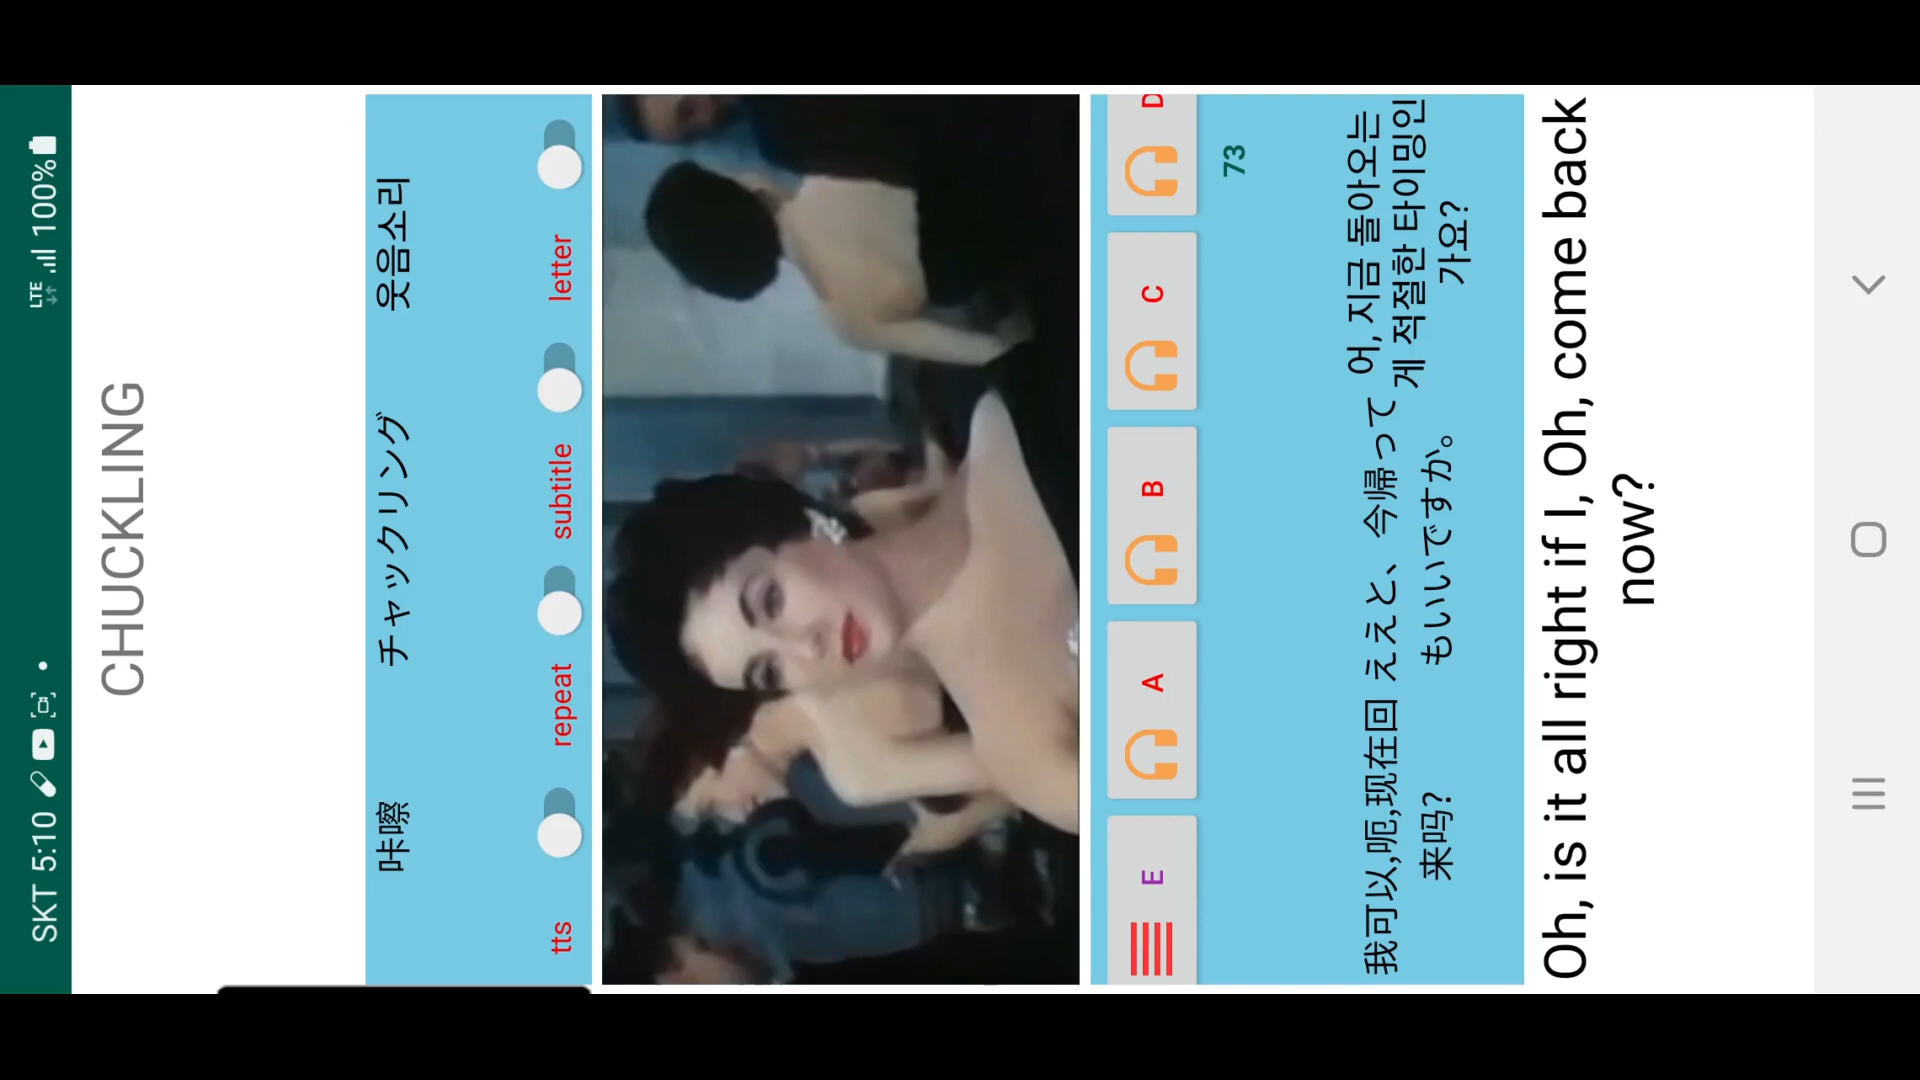 SKT 5:10 LTE 100%
CHUCKLING
咔嚓 チャックリング 웃음소리
tts repeat subtitle letter
E A B C D
73
我可以,呃,现在回
来吗?
ええと、今帰って
もいいですか。
어, 지금 돌아오는
게 적절한 타이밍인
가요?
Oh, is it all right if I, Oh, come back
now?